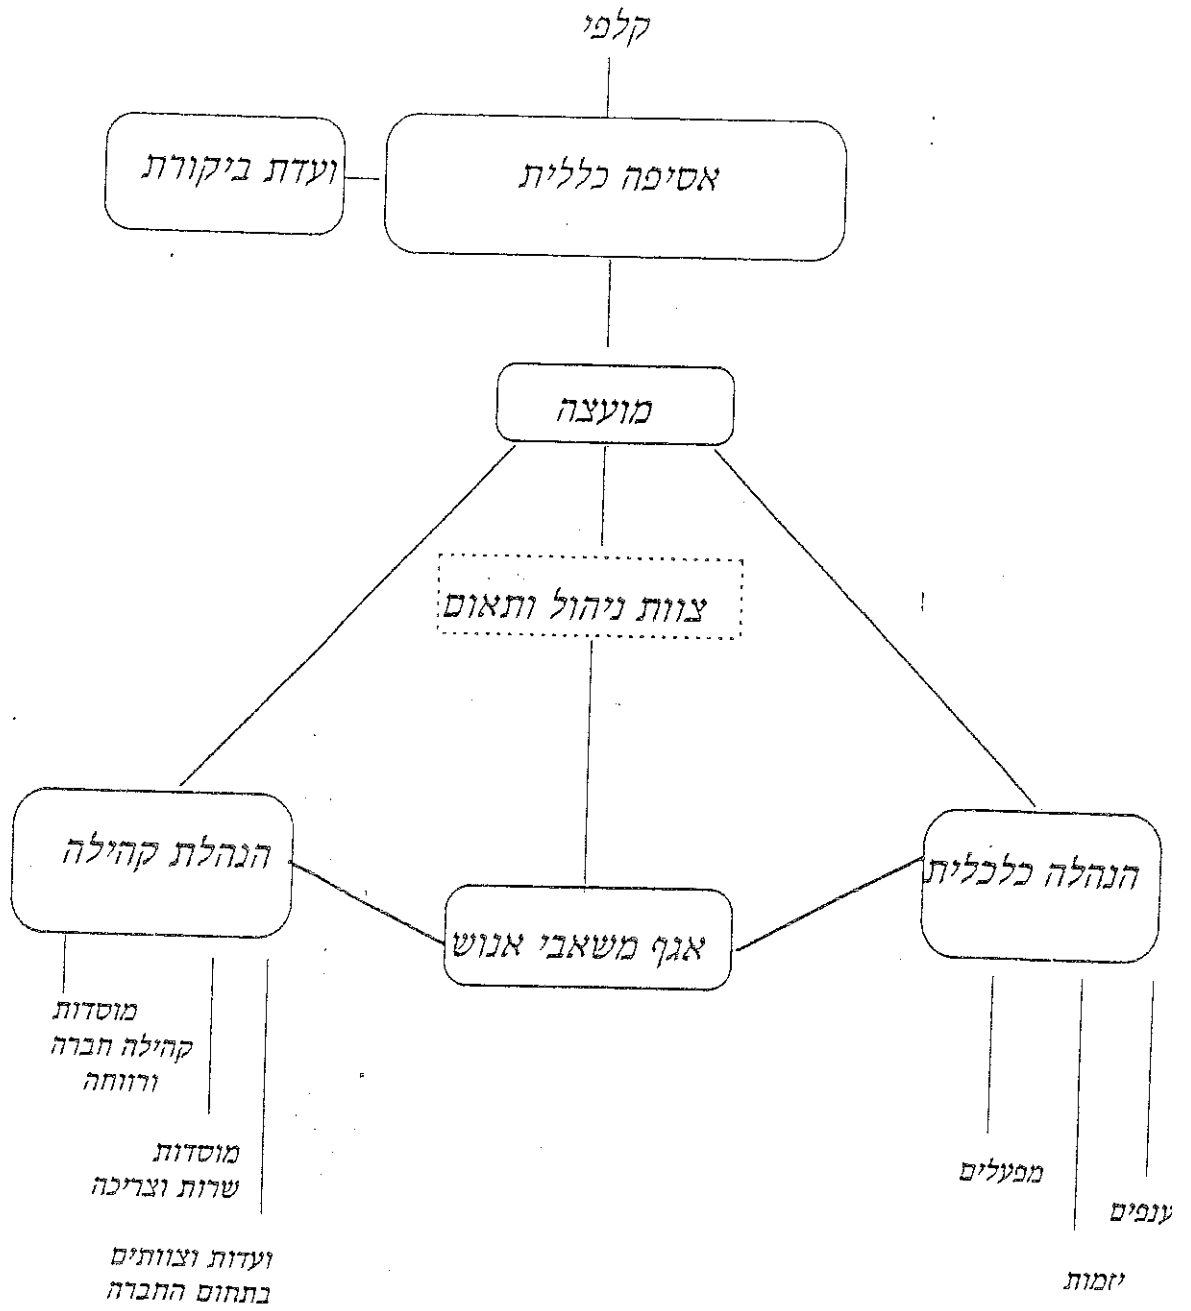 קלפי
אסיפה כללית
ועדת ביקורת
מועצה
צוות ניהול ותאום
הנהלה כלכלית
הנהלת קהילה
אגף משאבי אנוש
מוסדות
קהילה חברה
ורווחה
מוסדות
שרות וצריכה
ועדות וצוותים
בתחום החברה
ענפים
מפעלים
יזמות